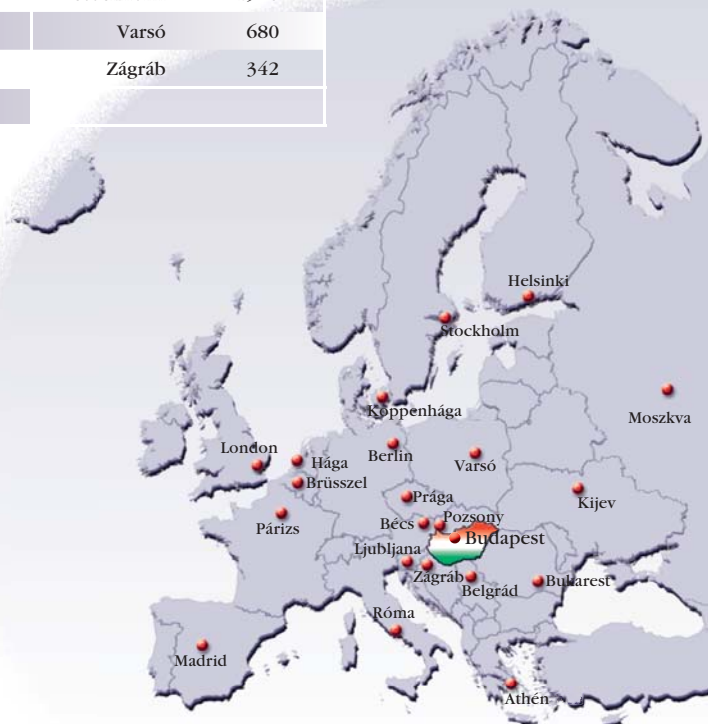 Varsó 680
Zágráb 342
Helsinki
Stockholm
Moszkva
Koppenhága
London
Hága
Berlin
Varsó
Brüsszel
Prága
Kijev
Párizs
Bécs
Pozsony
Budapest
Ljubljana
Zágráb
Belgrád
Bukarest
Róma
Madrid
Athén